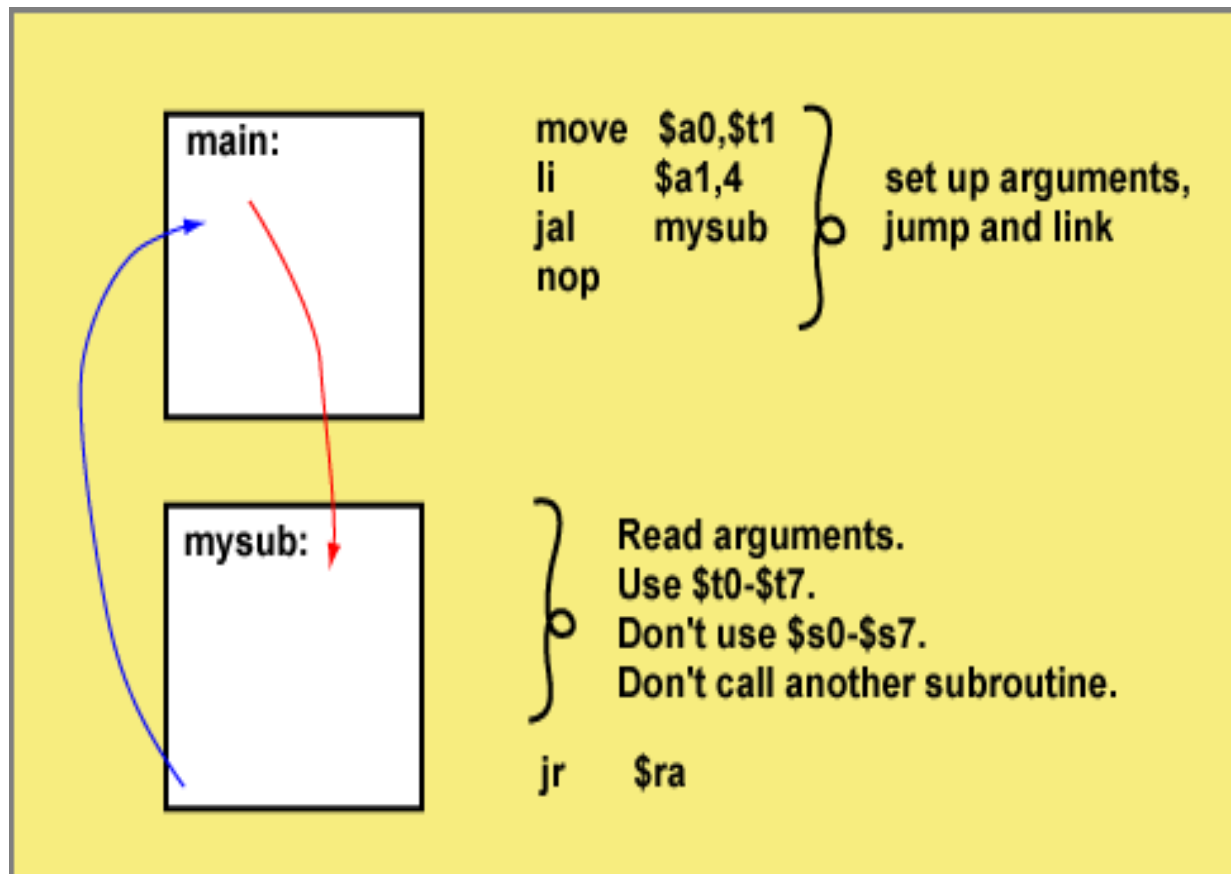 main:
move $a0,$t1
li $a1,4
jal mysub
nop
set up arguments,
jump and link
mysub:
Read arguments.
Use $t0-$t7.
Don't use $s0-$s7.
Don't call another subroutine.
jr $ra